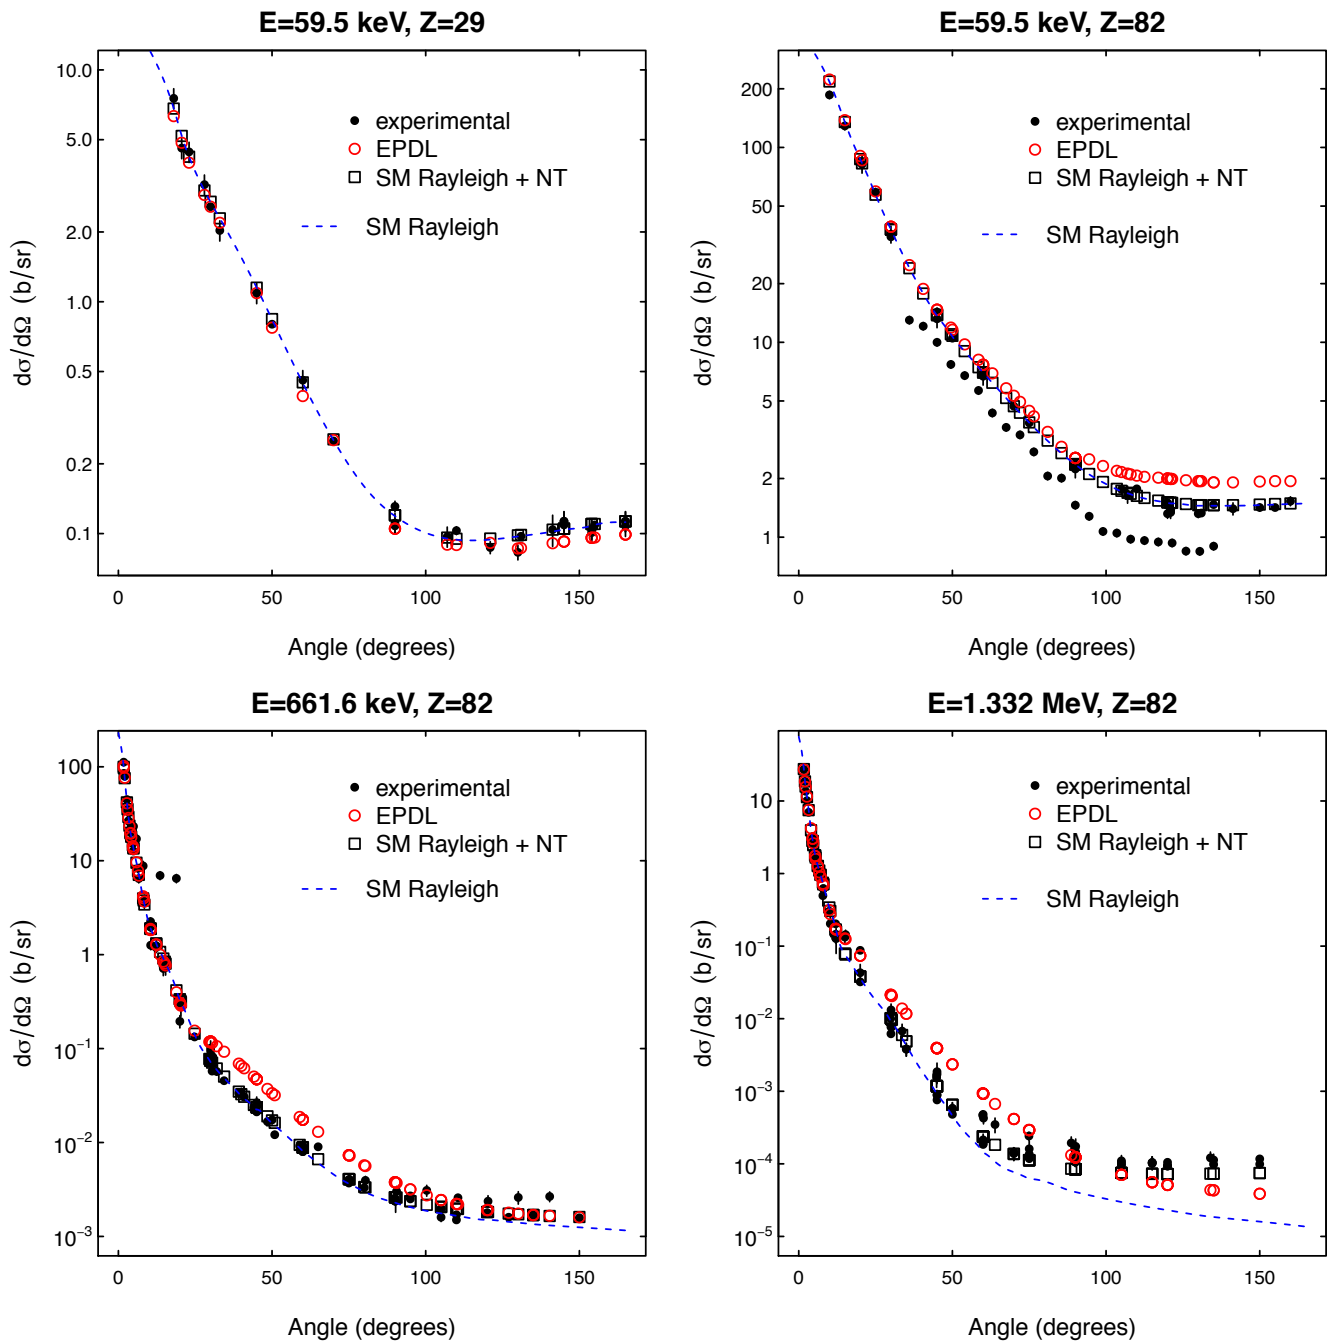 E=59.5 keV, Z=29
10.0
5.0
2.0
1.0
0.5
0.2
0.1
dσ/dΩ (b/sr)
experimental
EPDL
SM Rayleigh + NT
SM Rayleigh
0 50 100 150
Angle (degrees)
E=59.5 keV, Z=82
200
100
50
20
10
5
2
1
dσ/dΩ (b/sr)
experimental
EPDL
SM Rayleigh + NT
SM Rayleigh
0 50 100 150
Angle (degrees)
E=661.6 keV, Z=82
100
10
1
10⁻¹
10⁻²
10⁻³
dσ/dΩ (b/sr)
experimental
EPDL
SM Rayleigh + NT
SM Rayleigh
0 50 100 150
Angle (degrees)
E=1.332 MeV, Z=82
10
1
10⁻¹
10⁻²
10⁻³
10⁻⁴
10⁻⁵
dσ/dΩ (b/sr)
experimental
EPDL
SM Rayleigh + NT
SM Rayleigh
0 50 100 150
Angle (degrees)